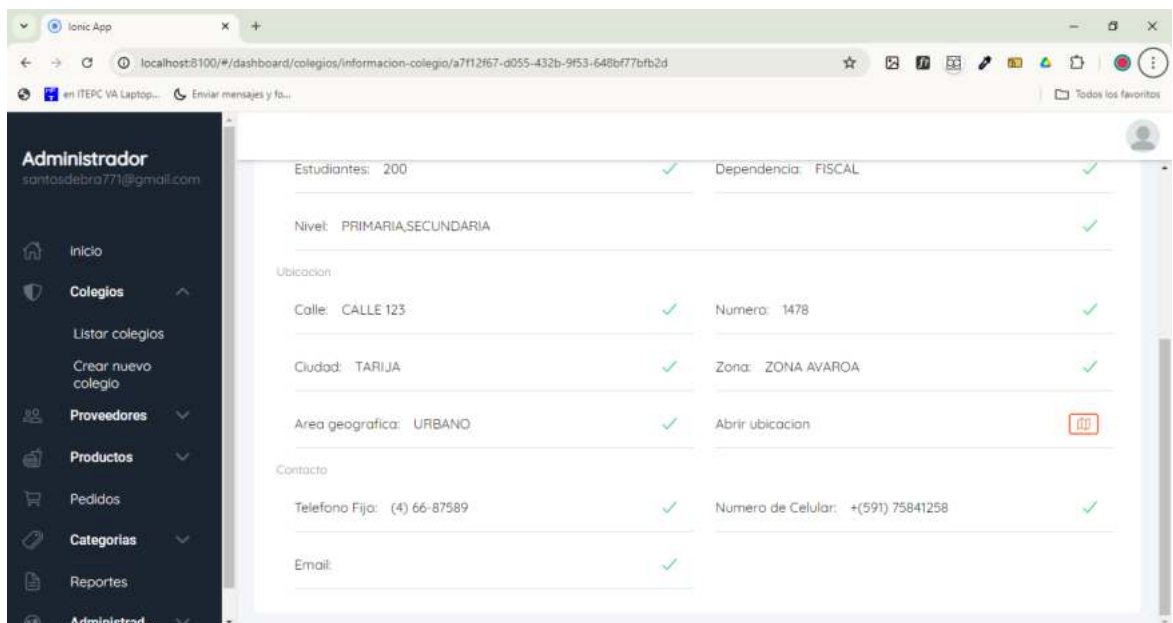 Ionic App
localhost:8100/#/dashboard/colegios/informacion-colegio/a7f12f67-d055-432b-9f53-648bf77bfb2d
en ITEPC VA Laptop... Enviar mensajes y fo... Todos los favoritos
Administrador
santosdebra771@gmail.com
inicio
Colegios
Listar colegios
Crear nuevo
colegio
Proveedores
Productos
Pedidos
Categorias
Reportes
Administrad
Estudiantes: 200 Dependencia: FISCAL
Nivel: PRIMARIA,SECUNDARIA
Ubicacion
Calle: CALLE 123 Numero: 1478
Ciudad: TARIJA Zona: ZONA AVAROA
Area geografica: URBANO Abrir ubicacion
Contacto
Telefono Fijo: (4) 66-87589 Numero de Celular: +(591) 75841258
Email: